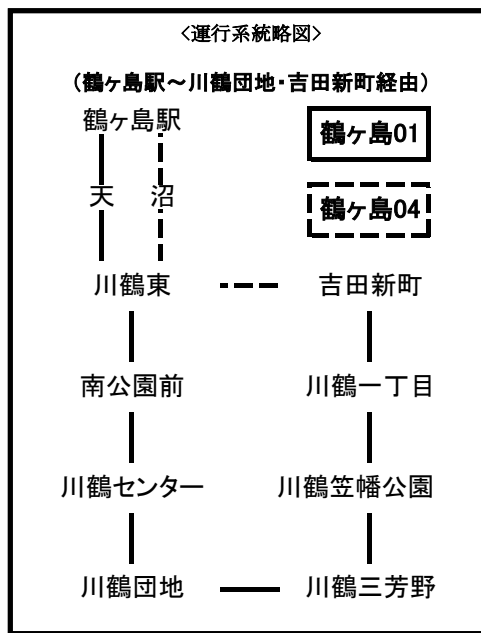 <運行系統略図>
(鶴ヶ島駅~川鶴団地・吉田新町経由)
鶴ヶ島駅 鶴ヶ島01
天 沼 鶴ヶ島04
川鶴東 吉田新町
南公園前 川鶴一丁目
川鶴センター 川鶴笠幡公園
川鶴団地 川鶴三芳野